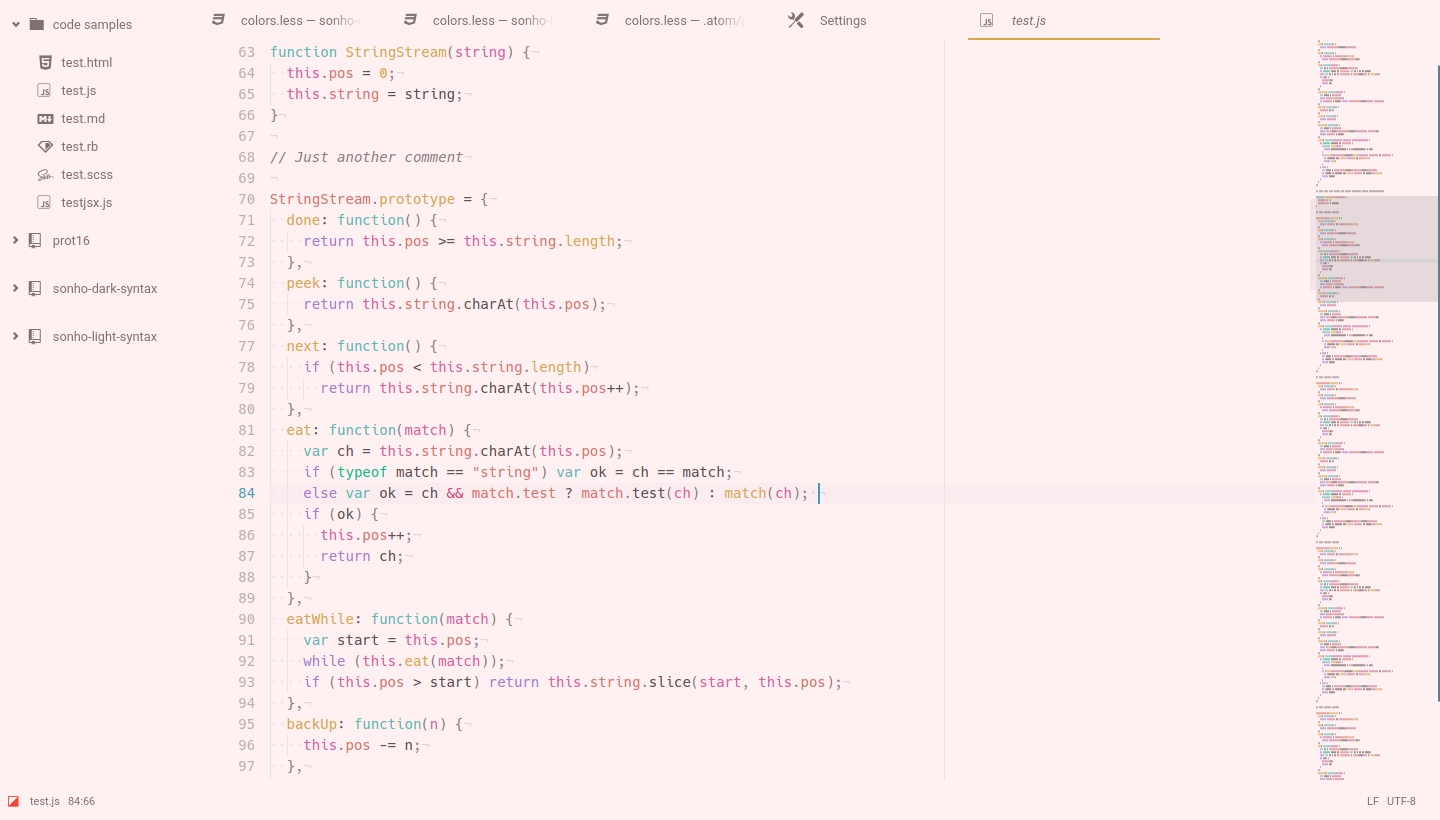 code samples
test.html
test.js
test.md
test.rb
test.scss
testjsx.js
prot16
sonho-dark-syntax
sonho-light-syntax
colors.less — sonho-
colors.less — sonho-
colors.less — .atom/
Settings
test.js
63 function StringStream(string) {¬
64 ··this.pos = 0;¬
65 ··this.string = string;¬
66 }¬
67 ¬
68 // Just another comment¬
69 ¬
70 StringStream.prototype = {¬
71 ··done: function() {¬
72 ····return this.pos >= this.string.length;¬
73 ··},¬
74 ··peek: function() {¬
75 ····return this.string.charAt(this.pos);¬
76 ··},¬
77 ··next: function() {¬
78 ····if (this.pos < this.string.length)¬
79 ······return this.string.charAt(this.pos++);¬
80 ··},¬
81 ··eat: function(match) {¬
82 ····var ch = this.string.charAt(this.pos);¬
83 ····if (typeof match == "string") var ok = ch == match;¬
84 ····else var ok = ch && match.test ? match.test(ch) : match(ch); ¬
85 ····if (ok) {¬
86 ······this.pos++;¬
87 ······return ch;¬
88 ····}¬
89 ··},¬
90 ··eatWhile: function(match) {¬
91 ····var start = this.pos;¬
92 ····while (this.eat(match));¬
93 ····if (this.pos > start) return this.string.slice(start, this.pos);¬
94 ··},¬
95 ··backUp: function(n) {¬
96 ····this.pos -= n;¬
97 ··},¬
test.js 84:66
LF UTF-8